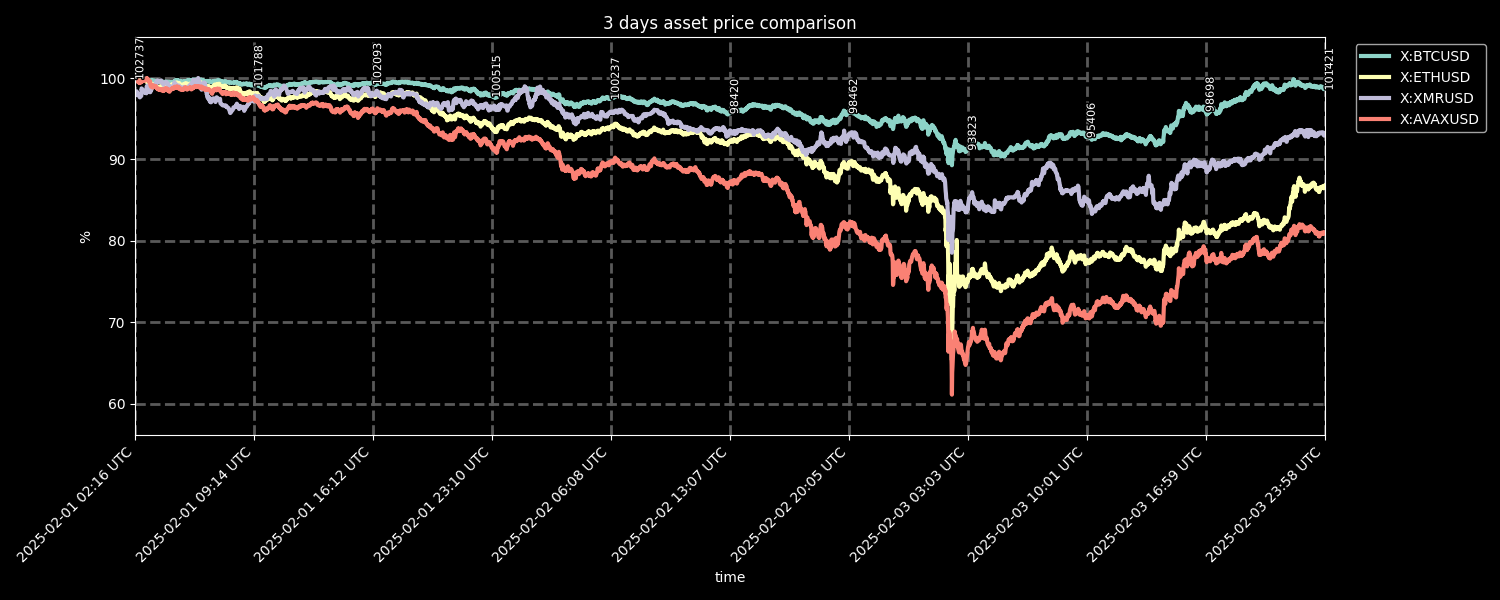 3 days asset price comparison
102737
101788
102093
100515
100237
98420
98462
93823
95406
98698
101421
X:BTCUSD
X:ETHUSD
X:XMRUSD
X:AVAXUSD
100
90
80
70
60
%
2025-02-01 02:16 UTC
2025-02-01 09:14 UTC
2025-02-01 16:12 UTC
2025-02-01 23:10 UTC
2025-02-02 06:08 UTC
2025-02-02 13:07 UTC
2025-02-02 20:05 UTC
2025-02-03 03:03 UTC
2025-02-03 10:01 UTC
2025-02-03 16:59 UTC
2025-02-03 23:58 UTC
time